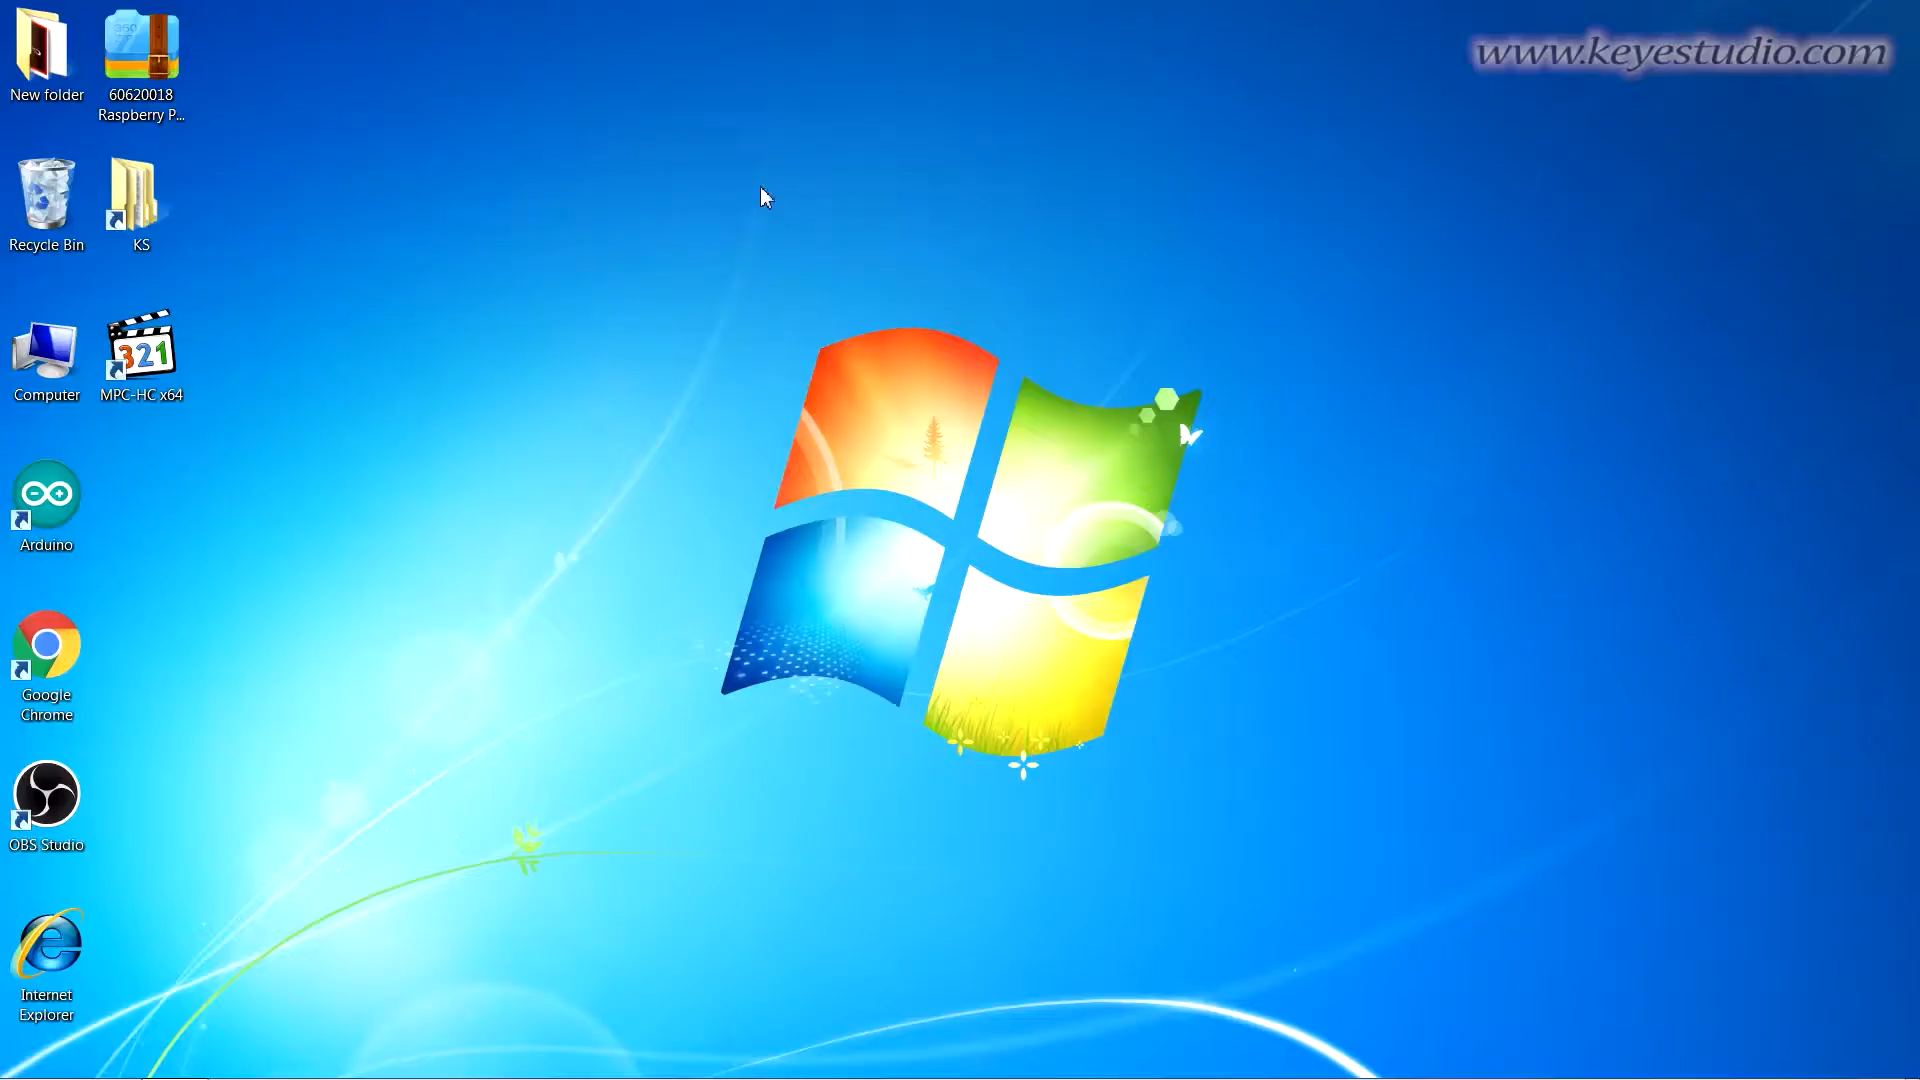 www.keyestudio.com
New folder
60620018
Raspberry P...
Recycle Bin
KS
Computer
MPC-HC x64
321
Arduino
Google
Chrome
OBS Studio
Internet
Explorer